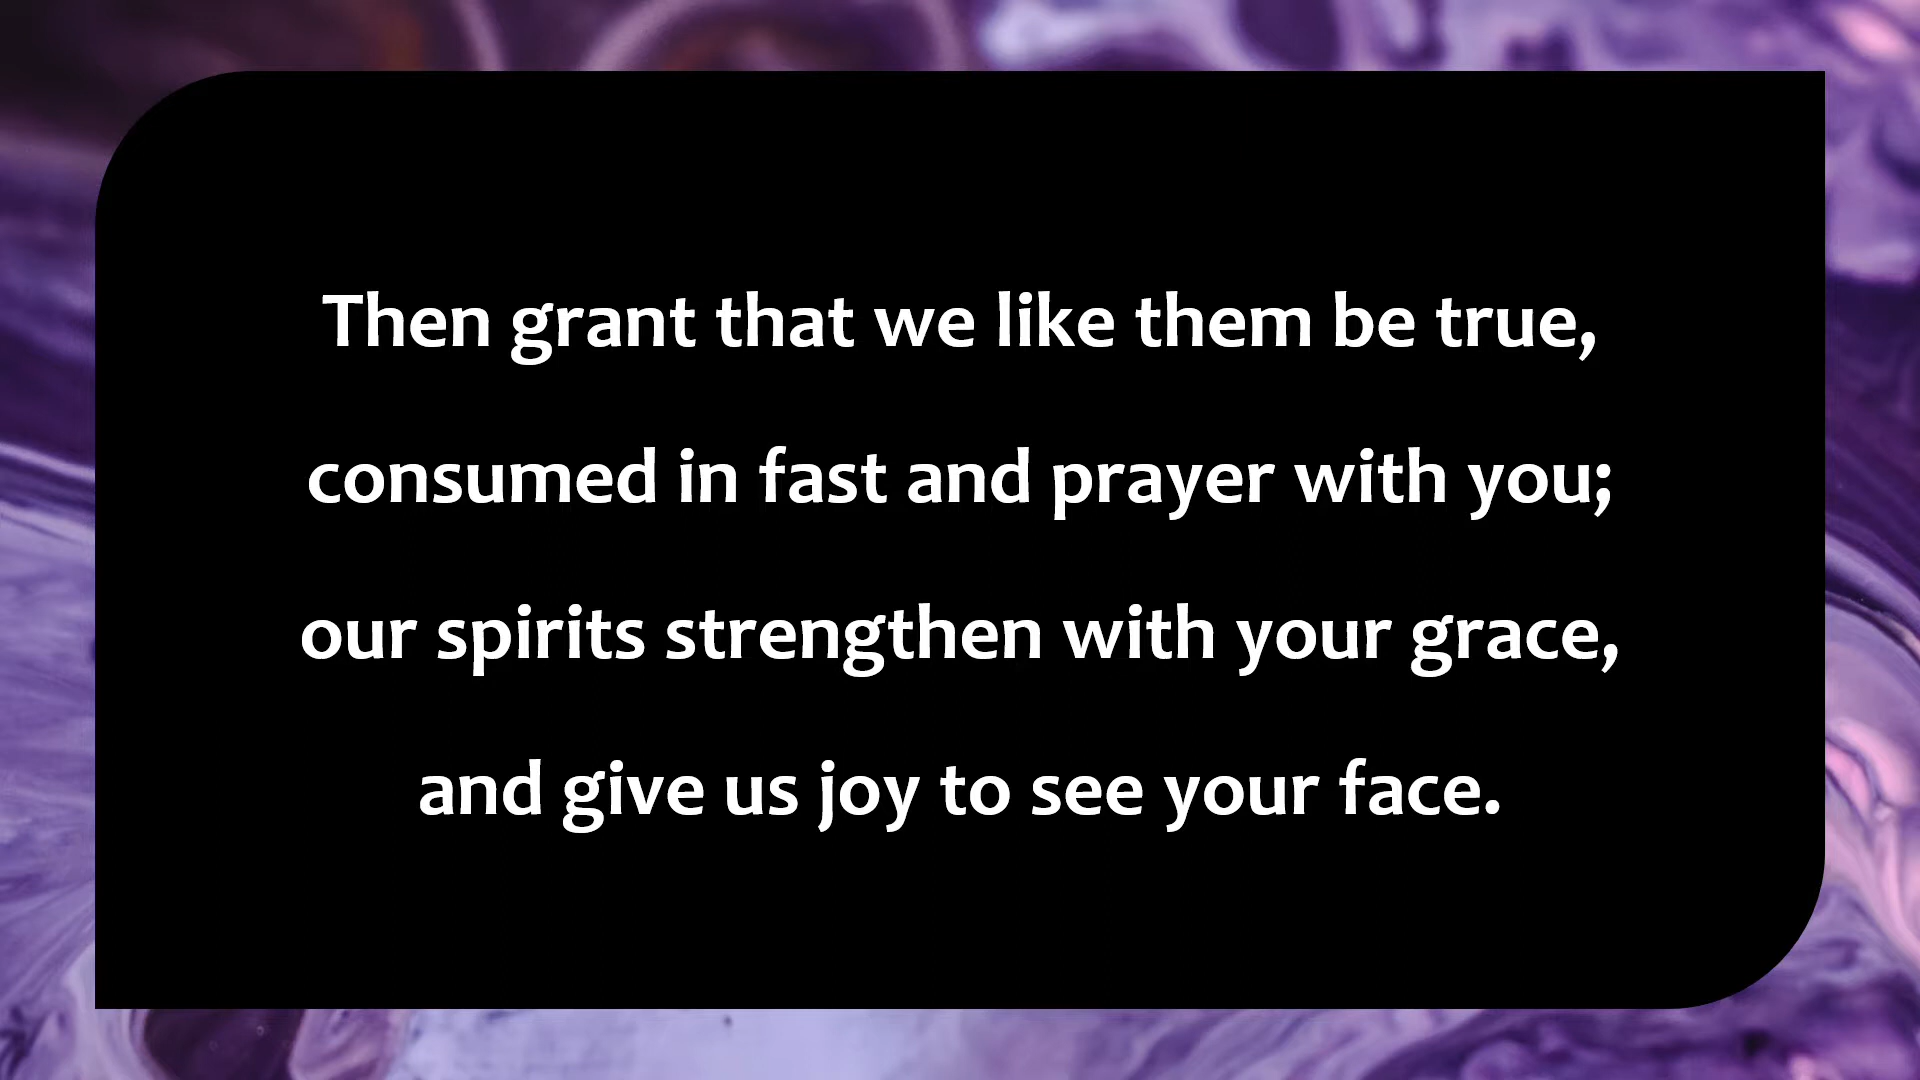 Then grant that we like them be true,
consumed in fast and prayer with you;
our spirits strengthen with your grace,
and give us joy to see your face.